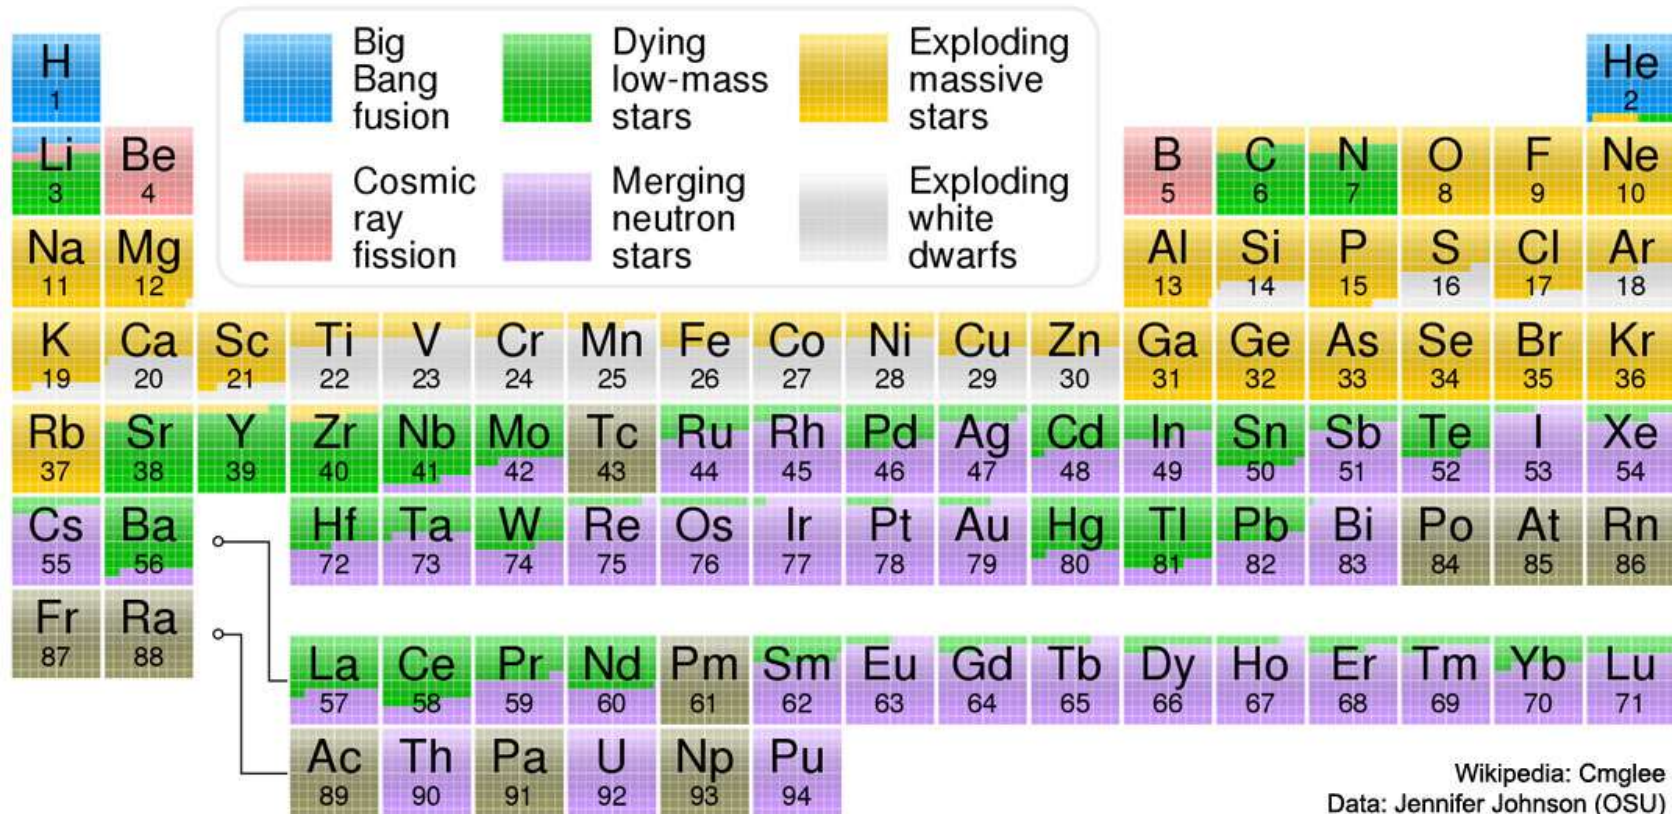 Big
Bang
fusion
Dying
low-mass
stars
Exploding
massive
stars
Cosmic
ray
fission
Merging
neutron
stars
Exploding
white
dwarfs
H He
1 2
Li Be B C N O F Ne
3 4 5 6 7 8 9 10
Na Mg Al Si P S Cl Ar
11 12 13 14 15 16 17 18
K Ca Sc Ti V Cr Mn Fe Co Ni Cu Zn Ga Ge As Se Br Kr
19 20 21 22 23 24 25 26 27 28 29 30 31 32 33 34 35 36
Rb Sr Y Zr Nb Mo Tc Ru Rh Pd Ag Cd In Sn Sb Te I Xe
37 38 39 40 41 42 43 44 45 46 47 48 49 50 51 52 53 54
Cs Ba Hf Ta W Re Os Ir Pt Au Hg Tl Pb Bi Po At Rn
55 56 72 73 74 75 76 77 78 79 80 81 82 83 84 85 86
Fr Ra
87 88
La Ce Pr Nd Pm Sm Eu Gd Tb Dy Ho Er Tm Yb Lu
57 58 59 60 61 62 63 64 65 66 67 68 69 70 71
Ac Th Pa U Np Pu
89 90 91 92 93 94
Wikipedia: Cmglee
Data: Jennifer Johnson (OSU)